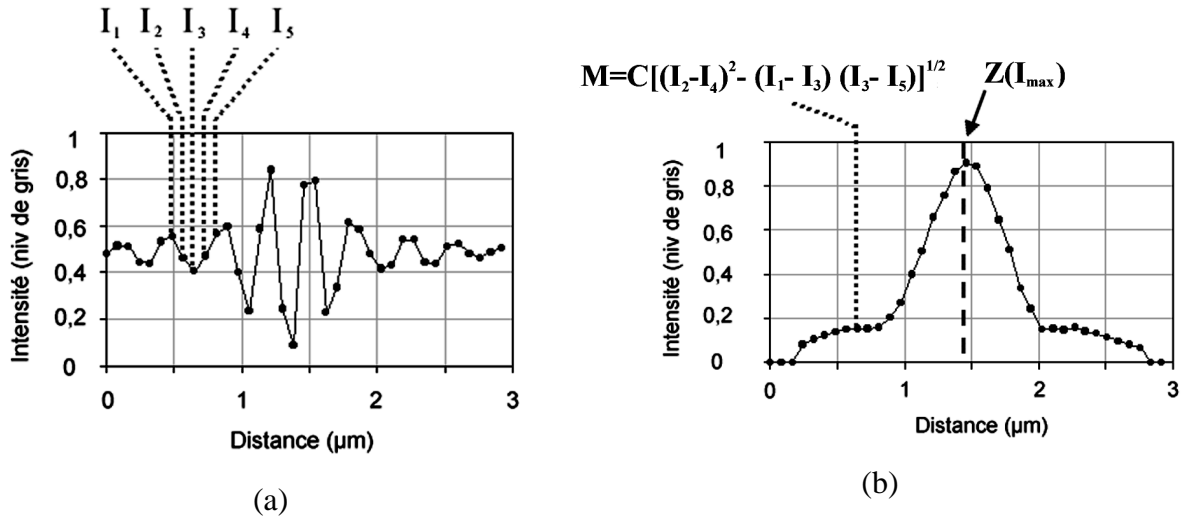 I₁ I₂ I₃ I₄ I₅
1
0,8
0,6
0,4
0,2
0
Intensité (niv de gris)
0 1 2 3
Distance (µm)
(a)
M=C[(I₂-I₄)²- (I₁- I₃) (I₃- I₅)]^1/2
Z(Iₘₐₓ)
1
0,8
0,6
0,4
0,2
0
Intensité (niv de gris)
0 1 2 3
Distance (µm)
(b)